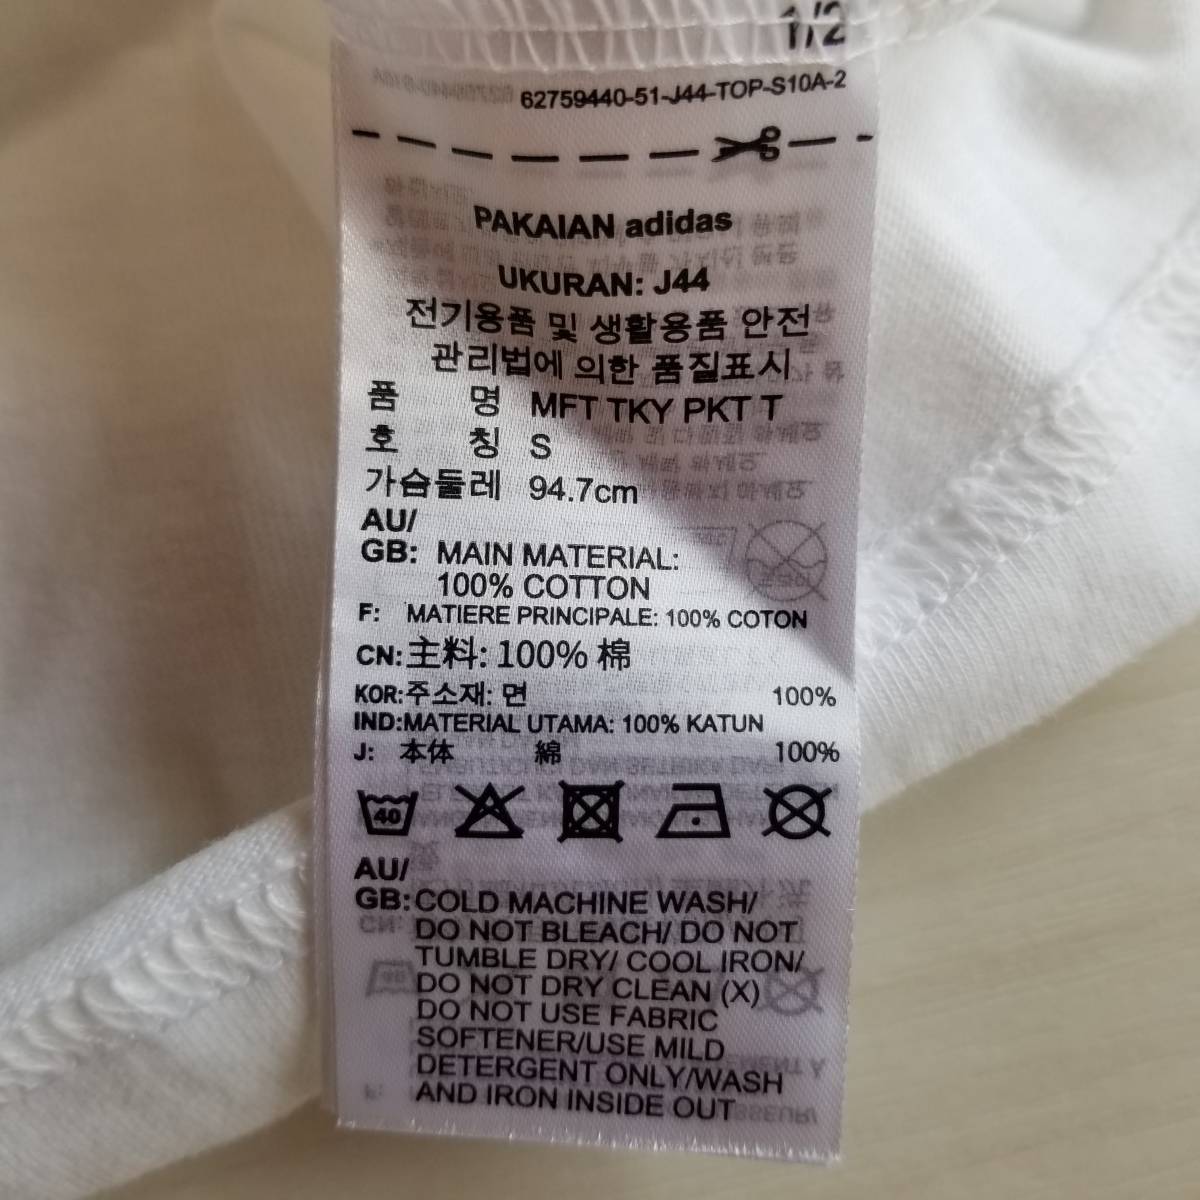 1/2
62759440-51-J44-TOP-S10A-2
PAKAIAN adidas
UKURAN: J44
전기용품 및 생활용품 안전
관리법에 의한 품질표시
품 명 MFT TKY PKT T
호 칭 S
가슴둘레 94.7cm
AU/
GB: MAIN MATERIAL:
100% COTTON
F: MATIERE PRINCIPALE: 100% COTON
CN: 主料: 100% 棉
KOR: 주소재: 면 100%
IND: MATERIAL UTAMA: 100% KATUN
J: 本体 綿 100%
40
AU/
GB: COLD MACHINE WASH/
DO NOT BLEACH/ DO NOT
TUMBLE DRY/ COOL IRON/
DO NOT DRY CLEAN (X)
DO NOT USE FABRIC
SOFTENER/USE MILD
DETERGENT ONLY/WASH
AND IRON INSIDE OUT